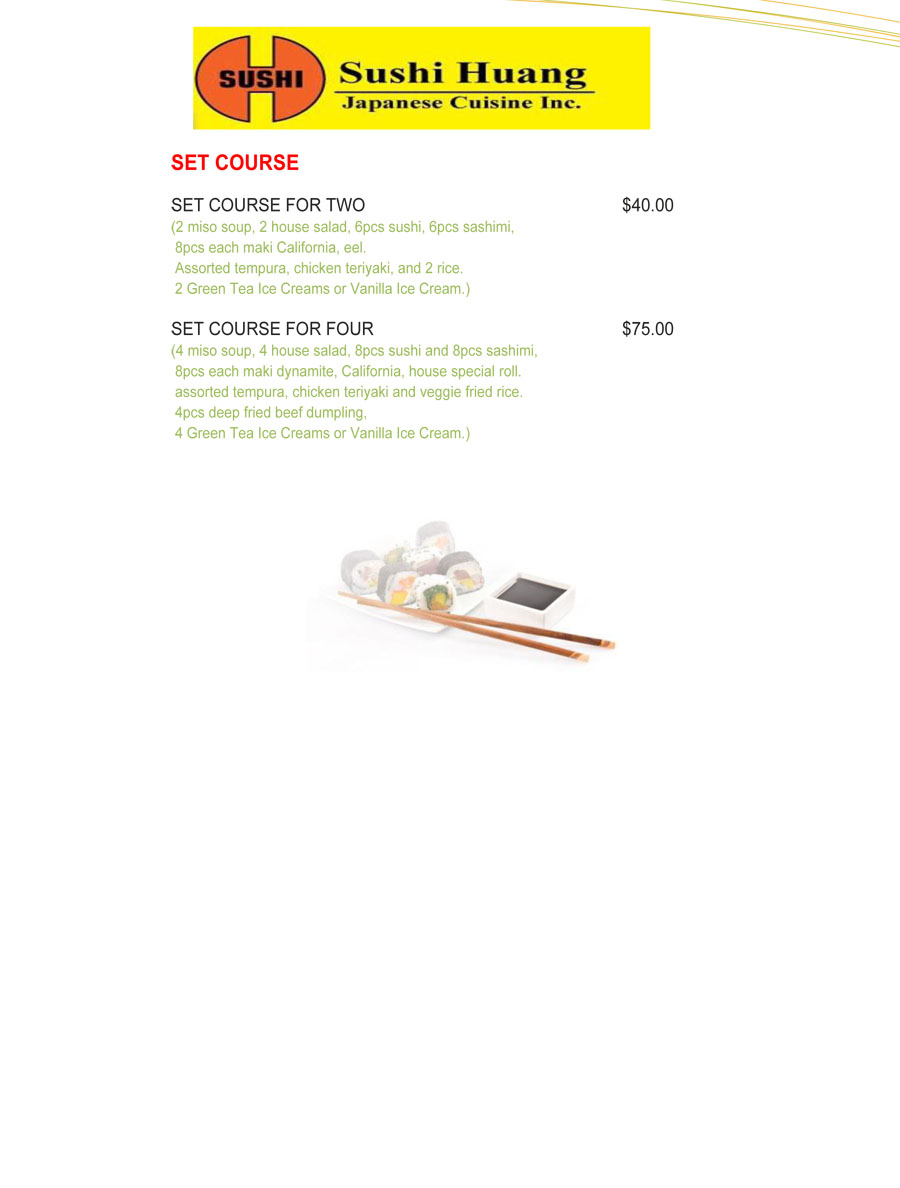 SUSHI
Sushi Huang
Japanese Cuisine Inc.
SET COURSE
SET COURSE FOR TWO $40.00
(2 miso soup, 2 house salad, 6pcs sushi, 6pcs sashimi,
8pcs each maki California, eel.
Assorted tempura, chicken teriyaki, and 2 rice.
2 Green Tea Ice Creams or Vanilla Ice Cream.)
SET COURSE FOR FOUR $75.00
(4 miso soup, 4 house salad, 8pcs sushi and 8pcs sashimi,
8pcs each maki dynamite, California, house special roll.
assorted tempura, chicken teriyaki and veggie fried rice.
4pcs deep fried beef dumpling,
4 Green Tea Ice Creams or Vanilla Ice Cream.)